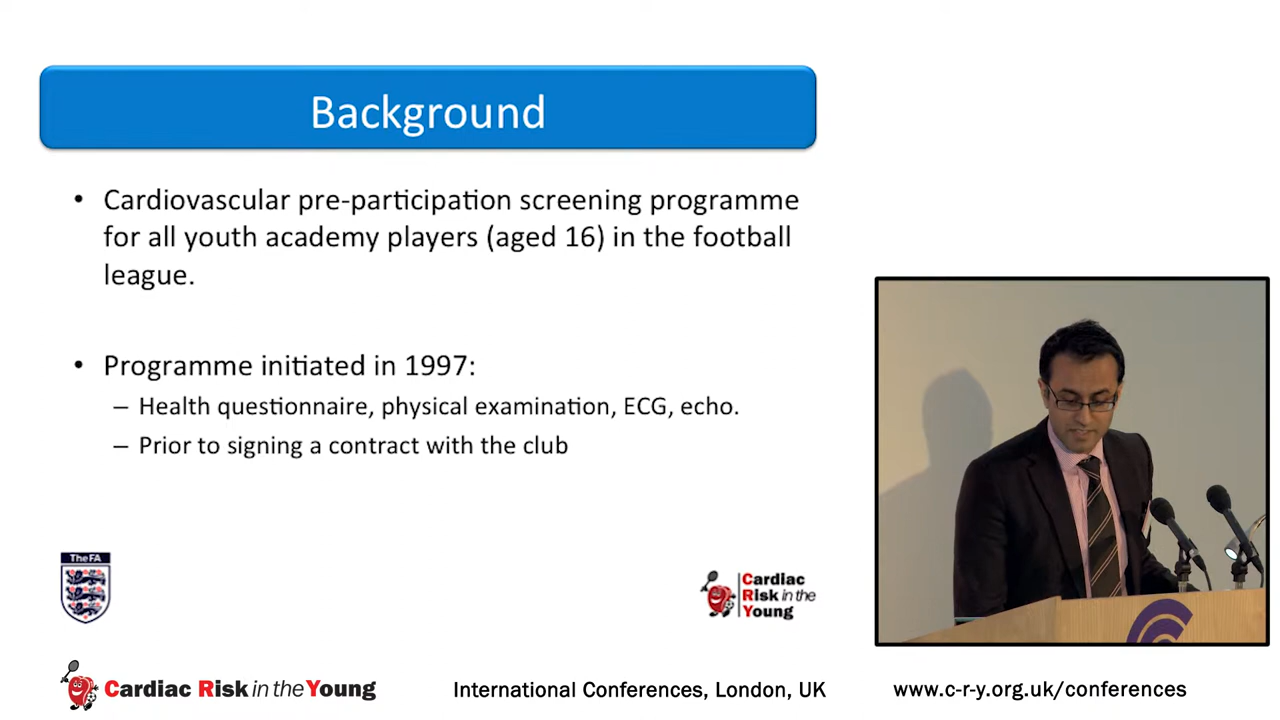 Background
• Cardiovascular pre-participation screening programme
for all youth academy players (aged 16) in the football
league.
• Programme initiated in 1997:
– Health questionnaire, physical examination, ECG, echo.
– Prior to signing a contract with the club
The FA
Cardiac
Risk in the
Young
Cardiac Risk in the Young
International Conferences, London, UK
www.c-r-y.org.uk/conferences